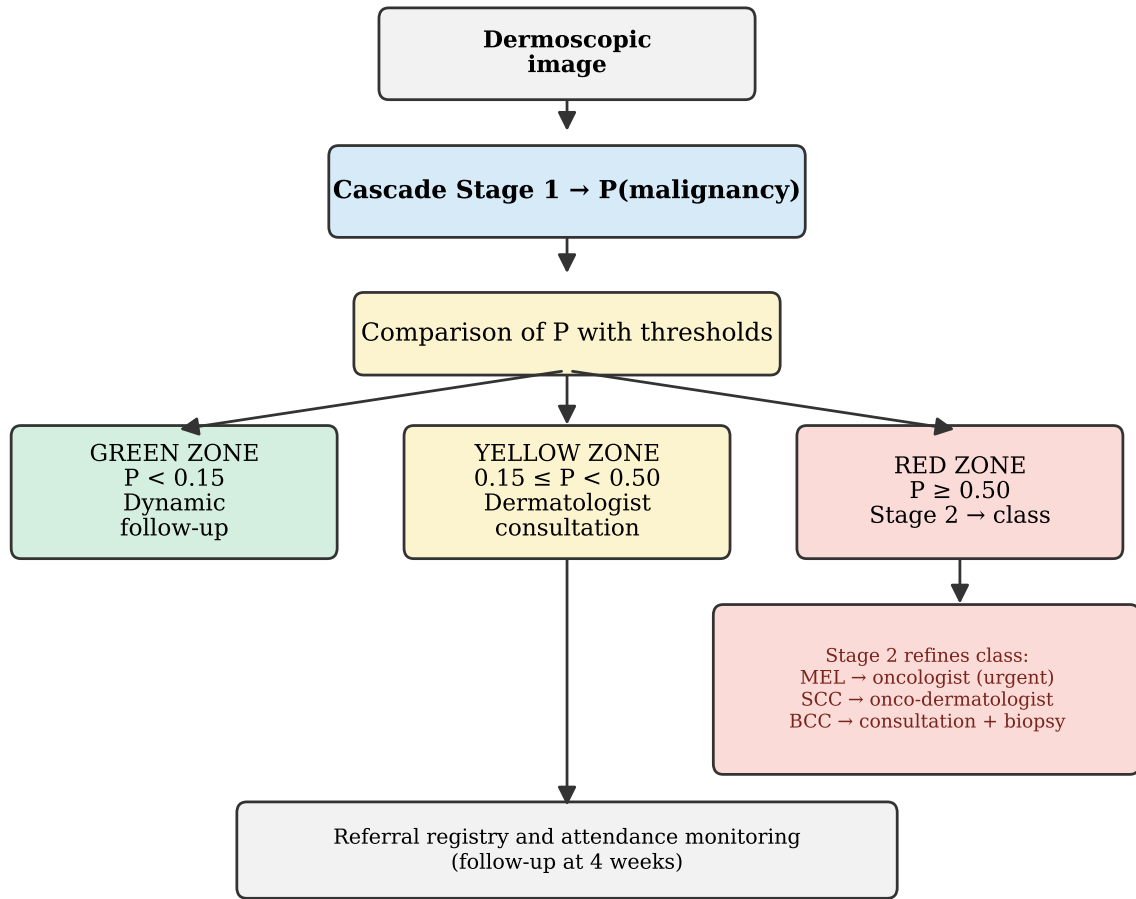 Dermoscopic
image
Cascade Stage 1 → P(malignancy)
Comparison of P with thresholds
GREEN ZONE
P < 0.15
Dynamic
follow-up
YELLOW ZONE
0.15 ≤ P < 0.50
Dermatologist
consultation
RED ZONE
P ≥ 0.50
Stage 2 → class
Stage 2 refines class:
MEL → oncologist (urgent)
SCC → onco-dermatologist
BCC → consultation + biopsy
Referral registry and attendance monitoring
(follow-up at 4 weeks)